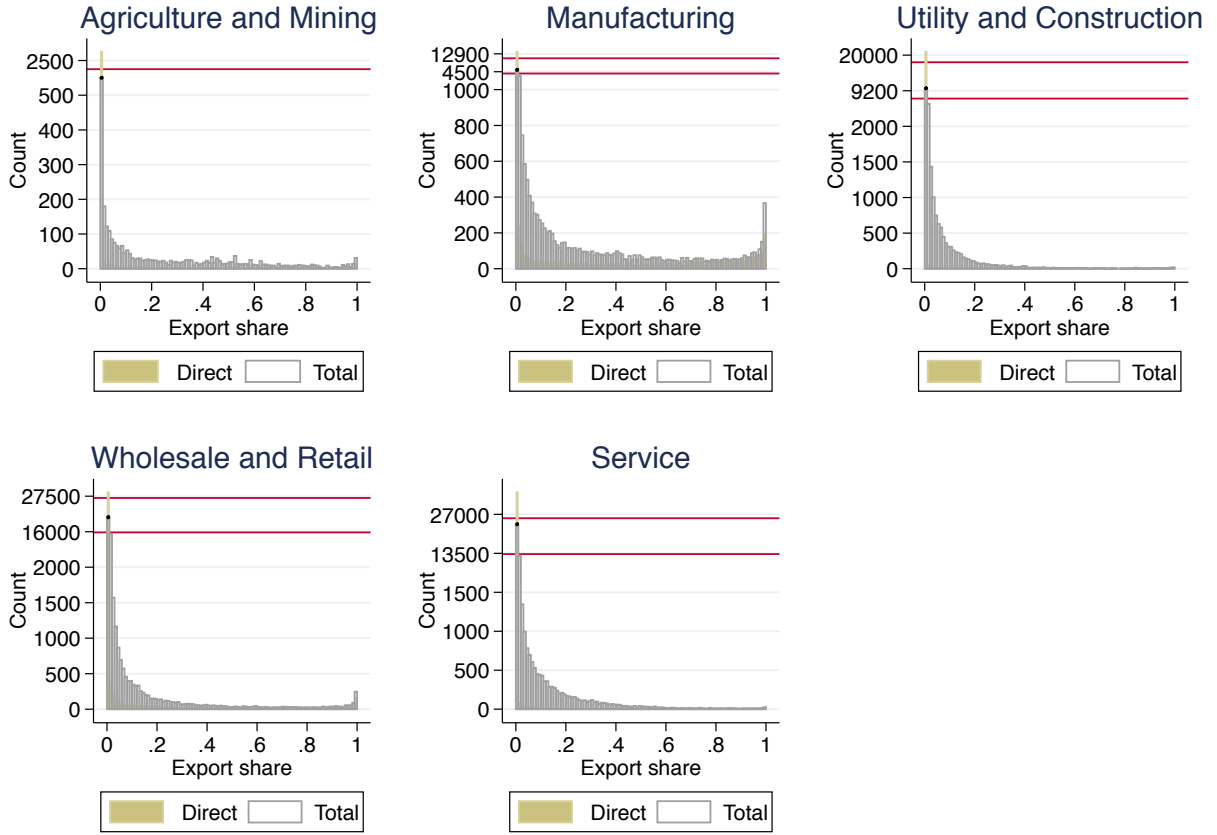 Agriculture and Mining
2500
500
400
300
200
100
0
Count
0 .2 .4 .6 .8 1
Export share
Direct Total
Manufacturing
12900
4500
1000
800
600
400
200
0
Count
0 .2 .4 .6 .8 1
Export share
Direct Total
Utility and Construction
20000
9200
2000
1500
1000
500
0
Count
0 .2 .4 .6 .8 1
Export share
Direct Total
Wholesale and Retail
27500
16000
2000
1500
1000
500
0
Count
0 .2 .4 .6 .8 1
Export share
Direct Total
Service
27000
13500
1500
1000
500
0
Count
0 .2 .4 .6 .8 1
Export share
Direct Total